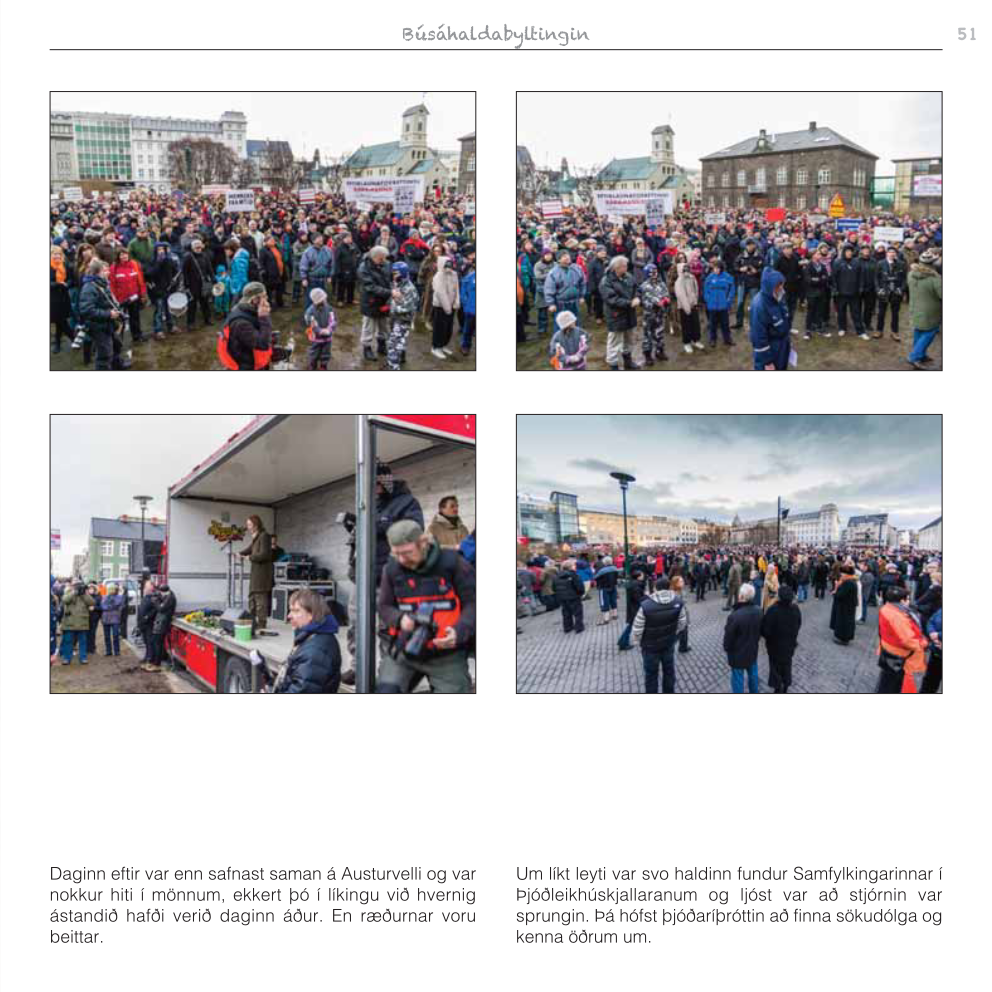 Búsáhaldabyltingin
51
Daginn eftir var enn safnast saman á Austurvelli og var
nokkur hiti í mönnum, ekkert þó í líkingu við hvernig
ástandið hafði verið daginn áður. En ræðurnar voru
beittar.
Um líkt leyti var svo haldinn fundur Samfylkingarinnar í
Þjóðleikhúskjallaranum og ljóst var að stjórnin var
sprungin. Þá hófst þjóðaríþróttin að finna sökudólga og
kenna öðrum um.